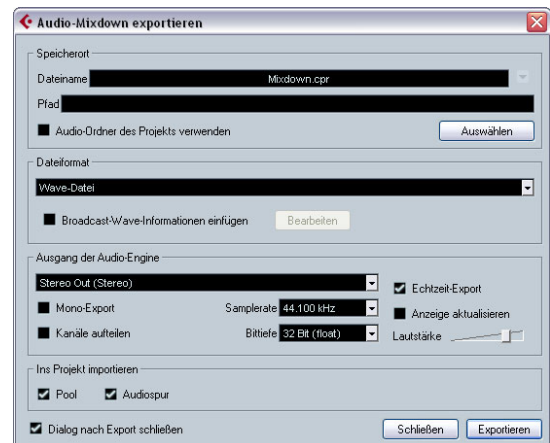 Audio-Mixdown exportieren
Speicherort
Dateiname Mixdown.cpr
Pfad
Audio-Ordner des Projekts verwenden Auswählen
Dateiformat
Wave-Datei
Broadcast-Wave-Informationen einfügen Bearbeiten
Ausgang der Audio-Engine
Stereo Out (Stereo) Echtzeit-Export
Mono-Export Samplerate 44.100 kHz Anzeige aktualisieren
Kanäle aufteilen Bittiefe 32 Bit (float) Lautstärke
Ins Projekt importieren
Pool Audiospur
Dialog nach Export schließen Schließen Exportieren